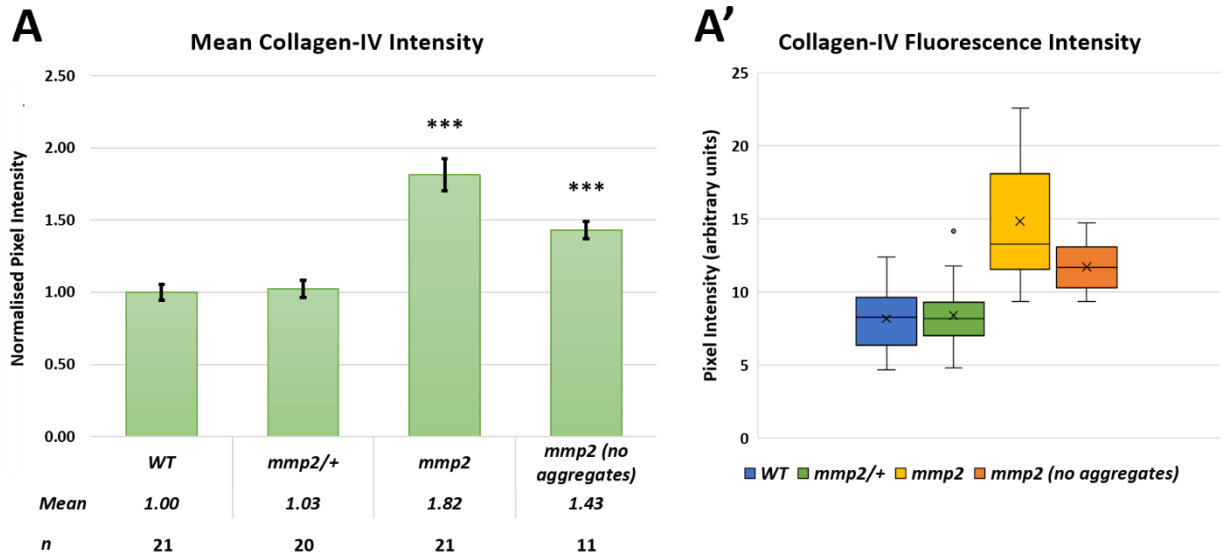 A
Mean Collagen-IV Intensity
Normalised Pixel Intensity
2.50
2.00
1.50
1.00
0.50
0.00
***
***
WT mmp2/+ mmp2 mmp2 (no
aggregates)
Mean 1.00 1.03 1.82 1.43
n 21 20 21 11
A'
Collagen-IV Fluorescence Intensity
Pixel Intensity (arbitrary units)
25
20
15
10
5
0
WT mmp2/+ mmp2 mmp2 (no aggregates)